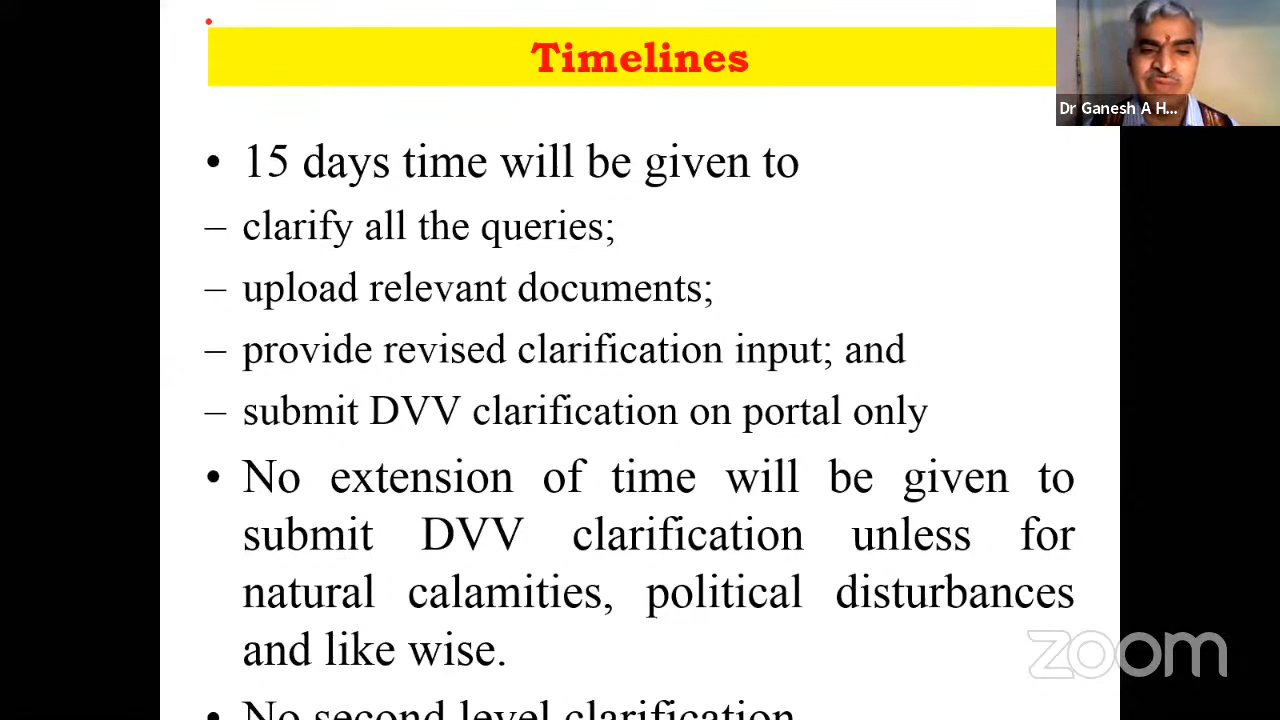 Timelines
Dr Ganesh A H...
• 15 days time will be given to
– clarify all the queries;
– upload relevant documents;
– provide revised clarification input; and
– submit DVV clarification on portal only
• No extension of time will be given to
submit DVV clarification unless for
natural calamities, political disturbances
and like wise.
zoom
• No second level clarification